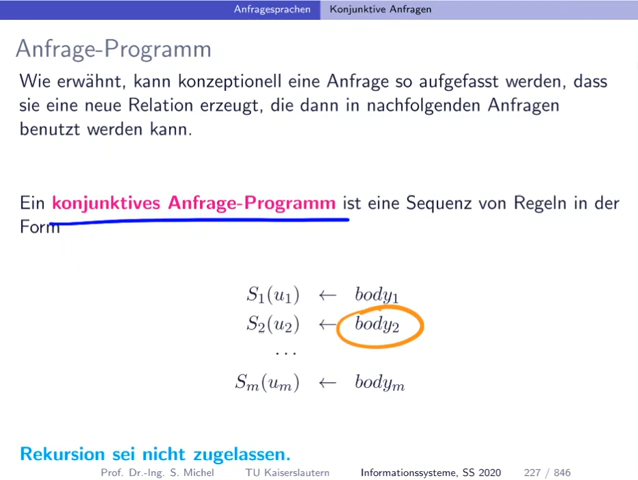 Anfragesprachen Konjunktive Anfragen
Anfrage-Programm
Wie erwähnt, kann konzeptionell eine Anfrage so aufgefasst werden, dass
sie eine neue Relation erzeugt, die dann in nachfolgenden Anfragen
benutzt werden kann.
Ein konjunktives Anfrage-Programm ist eine Sequenz von Regeln in der
Form
S₁(u₁) ← body₁
S₂(u₂) ← body₂
...
Sₘ(uₘ) ← bodyₘ
Rekursion sei nicht zugelassen.
Prof. Dr.-Ing. S. Michel TU Kaiserslautern Informationssysteme, SS 2020 227 / 846